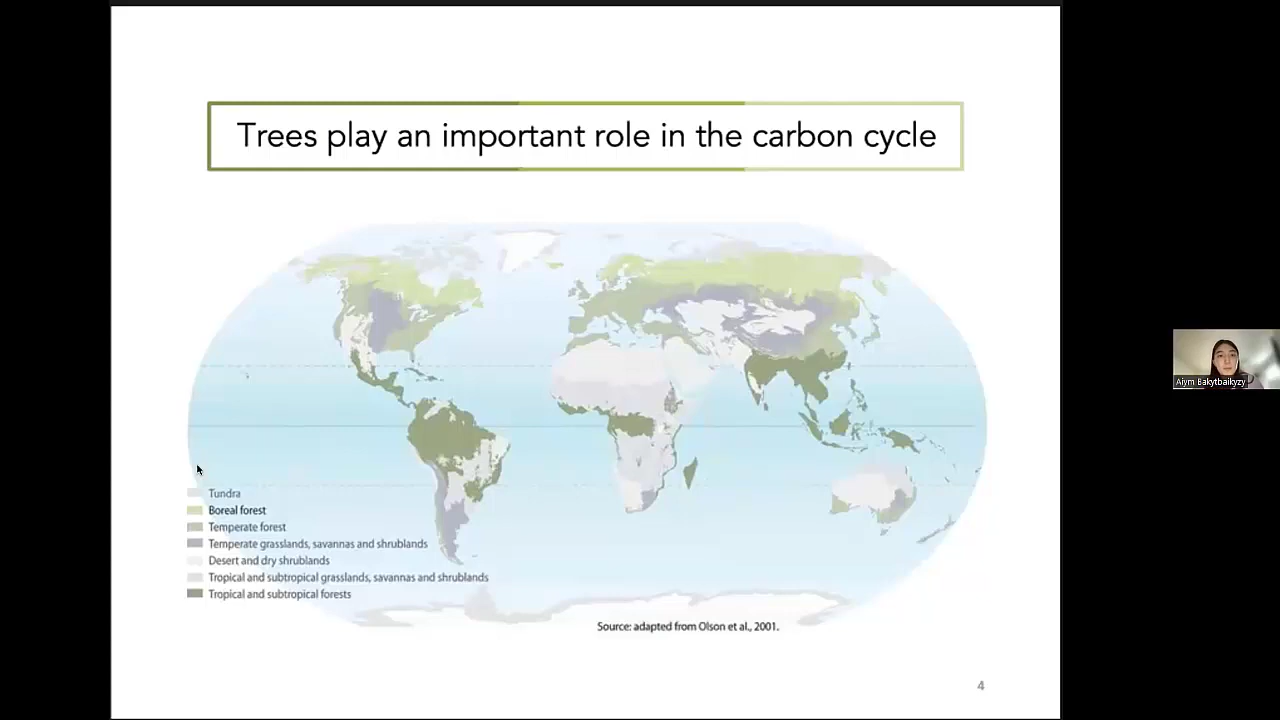 Trees play an important role in the carbon cycle
Aiym Bakytbaikyzy
Tundra
Boreal forest
Temperate forest
Temperate grasslands, savannas and shrublands
Desert and dry shrublands
Tropical and subtropical grasslands, savannas and shrublands
Tropical and subtropical forests
Source: adapted from Olson et al., 2001.
4